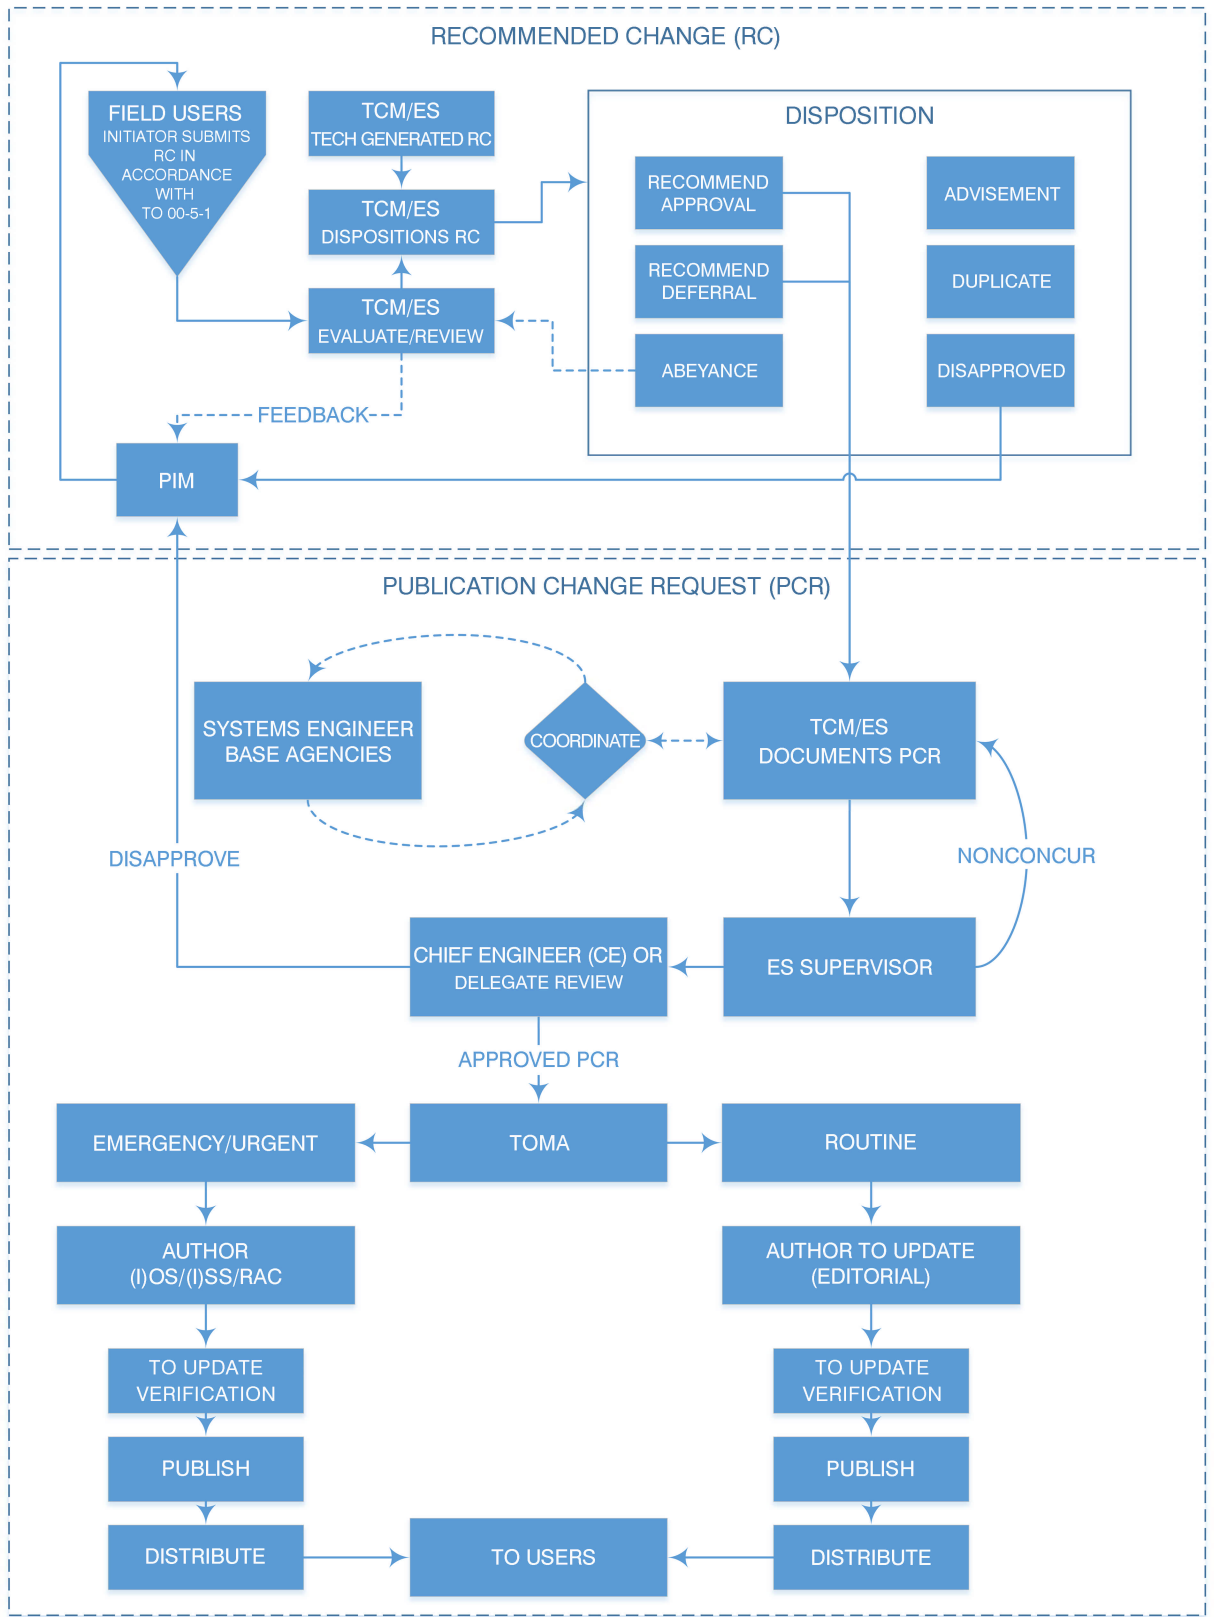 RECOMMENDED CHANGE (RC)
FIELD USERS
INITIATOR SUBMITS
RC IN
ACCORDANCE
WITH
TO 00-5-1
TCM/ES
TECH GENERATED RC
TCM/ES
DISPOSITIONS RC
TCM/ES
EVALUATE/REVIEW
FEEDBACK
PIM
DISPOSITION
RECOMMEND
APPROVAL
RECOMMEND
DEFERRAL
ABEYANCE
ADVISEMENT
DUPLICATE
DISAPPROVED
PUBLICATION CHANGE REQUEST (PCR)
SYSTEMS ENGINEER
BASE AGENCIES
COORDINATE
TCM/ES
DOCUMENTS PCR
DISAPPROVE
NONCONCUR
CHIEF ENGINEER (CE) OR
DELEGATE REVIEW
ES SUPERVISOR
APPROVED PCR
EMERGENCY/URGENT
TOMA
ROUTINE
AUTHOR
(I)OS/(I)SS/RAC
AUTHOR TO UPDATE
(EDITORIAL)
TO UPDATE
VERIFICATION
TO UPDATE
VERIFICATION
PUBLISH
PUBLISH
DISTRIBUTE
TO USERS
DISTRIBUTE